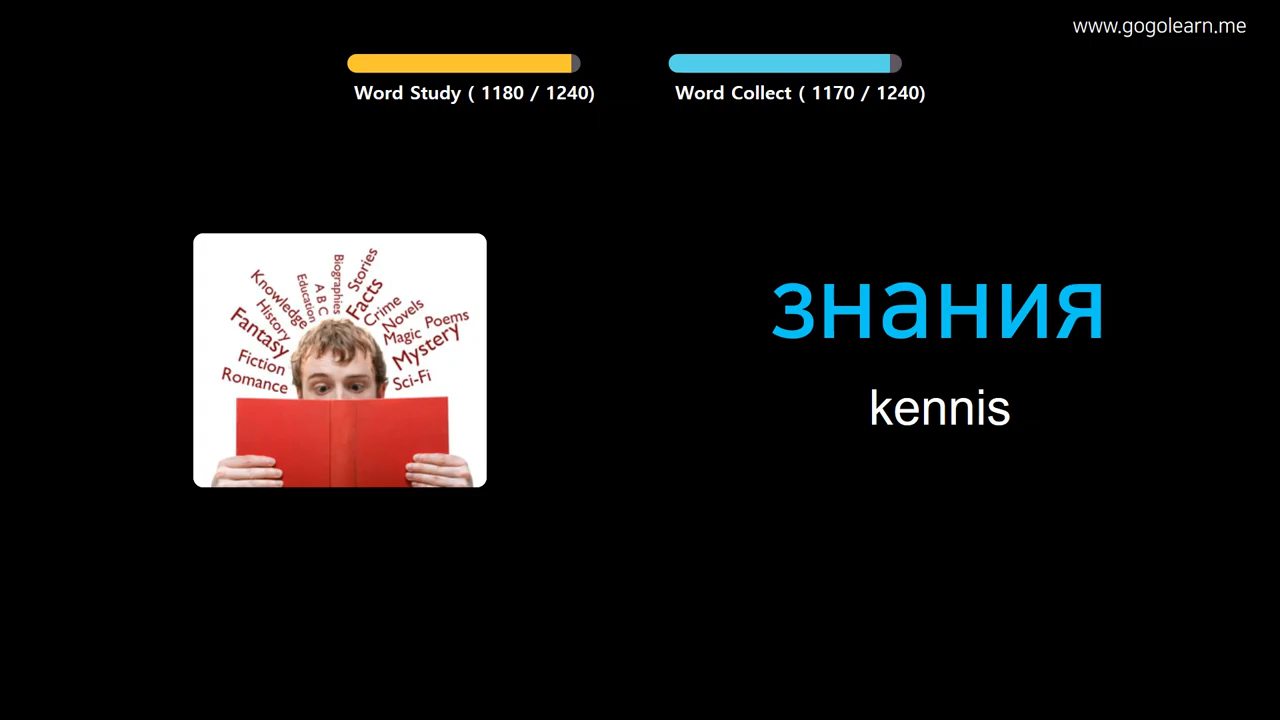 www.gogolearn.me
Word Study ( 1180 / 1240)
Word Collect ( 1170 / 1240)
Knowledge
History
Fantasy
Fiction
Romance
Education
A B C
Biographies
Stories
Facts
Crime
Novels
Magic
Poems
Mystery
Sci-Fi
знания
kennis